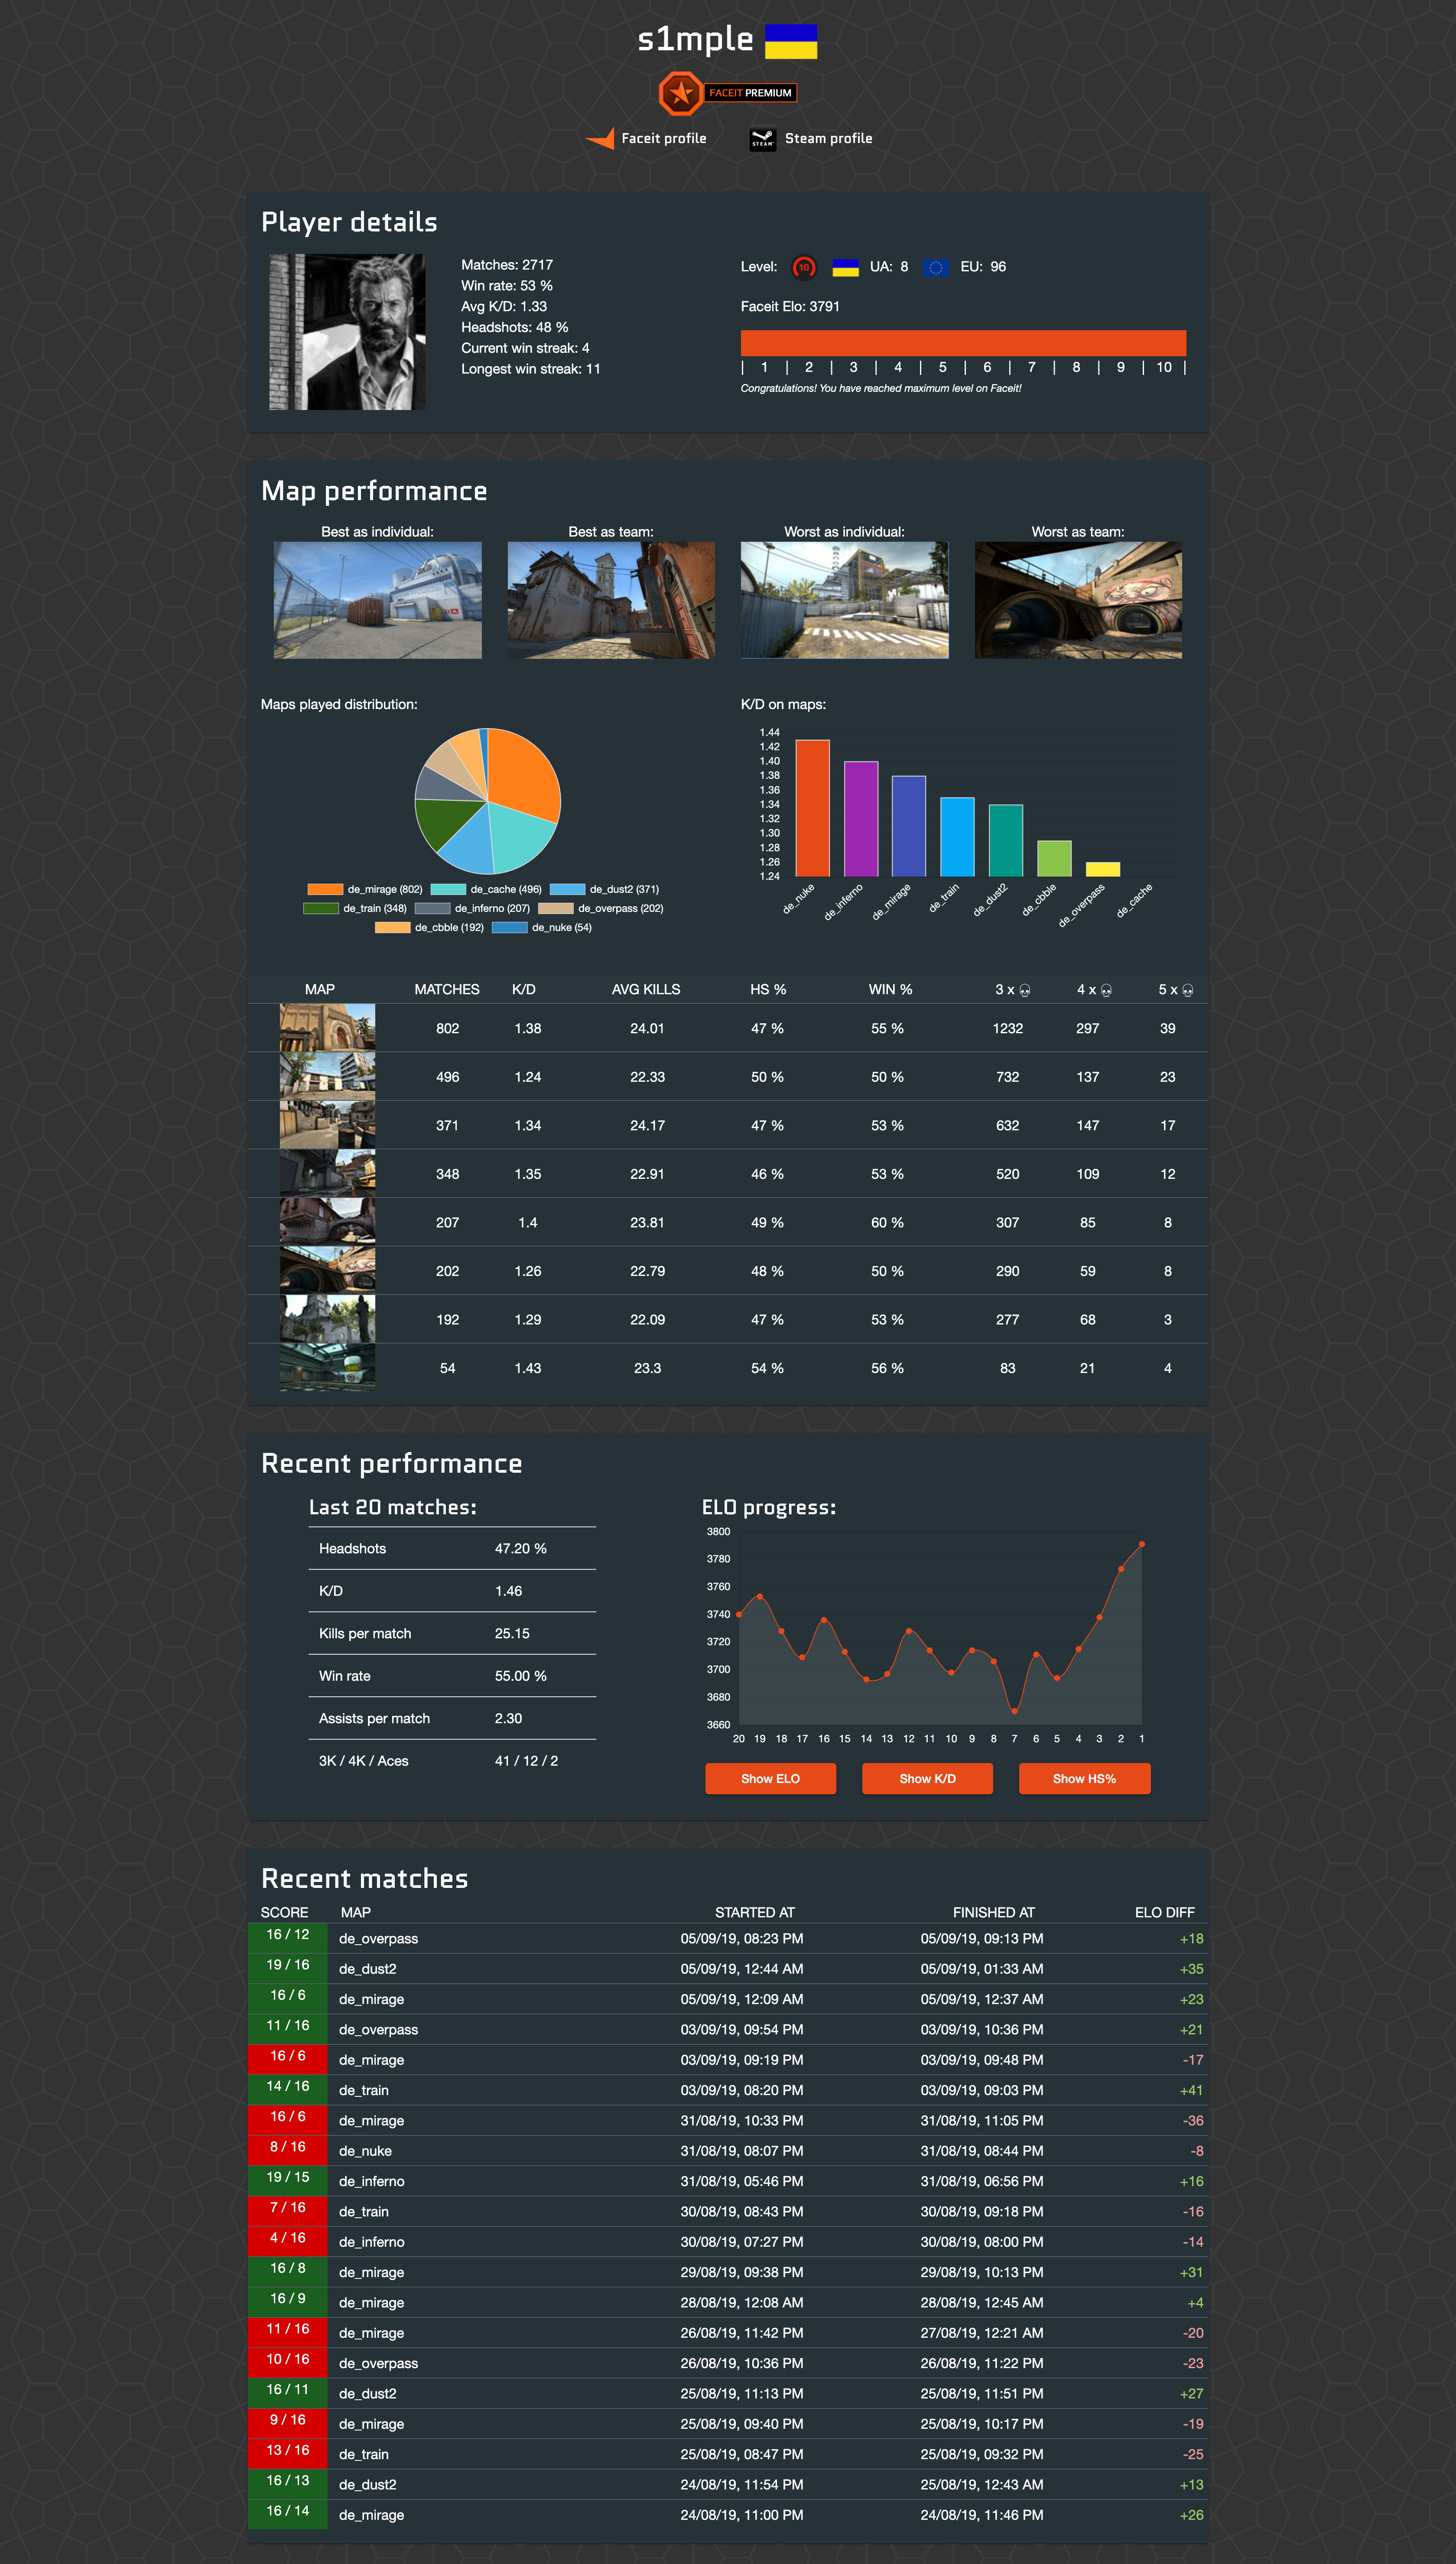 s1mple
FACEIT PREMIUM
Faceit profile
STEAM™
Steam profile
Player details
Matches: 2717
Win rate: 53 %
Avg K/D: 1.33
Headshots: 48 %
Current win streak: 4
Longest win streak: 11
Level: 10 UA: 8 EU: 96
Faceit Elo: 3791
| 1 | 2 | 3 | 4 | 5 | 6 | 7 | 8 | 9 | 10 |
Congratulations! You have reached maximum level on Faceit!
Map performance
Best as individual: Best as team: Worst as individual: Worst as team:
Maps played distribution:
de_mirage (802) de_cache (496) de_dust2 (371)
de_train (348) de_inferno (207) de_overpass (202)
de_cbble (192) de_nuke (54)
K/D on maps:
1.44
1.42
1.40
1.38
1.36
1.34
1.32
1.30
1.28
1.26
1.24
de_nuke de_inferno de_mirage de_train de_dust2 de_cbble de_overpass de_cache
MAP MATCHES K/D AVG KILLS HS % WIN % 3 x 4 x 5 x
802 1.38 24.01 47 % 55 % 1232 297 39
496 1.24 22.33 50 % 50 % 732 137 23
371 1.34 24.17 47 % 53 % 632 147 17
348 1.35 22.91 46 % 53 % 520 109 12
207 1.4 23.81 49 % 60 % 307 85 8
202 1.26 22.79 48 % 50 % 290 59 8
192 1.29 22.09 47 % 53 % 277 68 3
54 1.43 23.3 54 % 56 % 83 21 4
Recent performance
Last 20 matches:
Headshots 47.20 %
K/D 1.46
Kills per match 25.15
Win rate 55.00 %
Assists per match 2.30
3K / 4K / Aces 41 / 12 / 2
ELO progress:
3800
3780
3760
3740
3720
3700
3680
3660
20 19 18 17 16 15 14 13 12 11 10 9 8 7 6 5 4 3 2 1
Show ELO Show K/D Show HS%
Recent matches
SCORE MAP STARTED AT FINISHED AT ELO DIFF
16 / 12 de_overpass 05/09/19, 08:23 PM 05/09/19, 09:13 PM +18
19 / 16 de_dust2 05/09/19, 12:44 AM 05/09/19, 01:33 AM +35
16 / 6 de_mirage 05/09/19, 12:09 AM 05/09/19, 12:37 AM +23
11 / 16 de_overpass 03/09/19, 09:54 PM 03/09/19, 10:36 PM +21
16 / 6 de_mirage 03/09/19, 09:19 PM 03/09/19, 09:48 PM -17
14 / 16 de_train 03/09/19, 08:20 PM 03/09/19, 09:03 PM +41
16 / 6 de_mirage 31/08/19, 10:33 PM 31/08/19, 11:05 PM -36
8 / 16 de_nuke 31/08/19, 08:07 PM 31/08/19, 08:44 PM -8
19 / 15 de_inferno 31/08/19, 05:46 PM 31/08/19, 06:56 PM +16
7 / 16 de_train 30/08/19, 08:43 PM 30/08/19, 09:18 PM -16
4 / 16 de_inferno 30/08/19, 07:27 PM 30/08/19, 08:00 PM -14
16 / 8 de_mirage 29/08/19, 09:38 PM 29/08/19, 10:13 PM +31
16 / 9 de_mirage 28/08/19, 12:08 AM 28/08/19, 12:45 AM +4
11 / 16 de_mirage 26/08/19, 11:42 PM 27/08/19, 12:21 AM -20
10 / 16 de_overpass 26/08/19, 10:36 PM 26/08/19, 11:22 PM -23
16 / 11 de_dust2 25/08/19, 11:13 PM 25/08/19, 11:51 PM +27
9 / 16 de_mirage 25/08/19, 09:40 PM 25/08/19, 10:17 PM -19
13 / 16 de_train 25/08/19, 08:47 PM 25/08/19, 09:32 PM -25
16 / 13 de_dust2 24/08/19, 11:54 PM 25/08/19, 12:43 AM +13
16 / 14 de_mirage 24/08/19, 11:00 PM 24/08/19, 11:46 PM +26